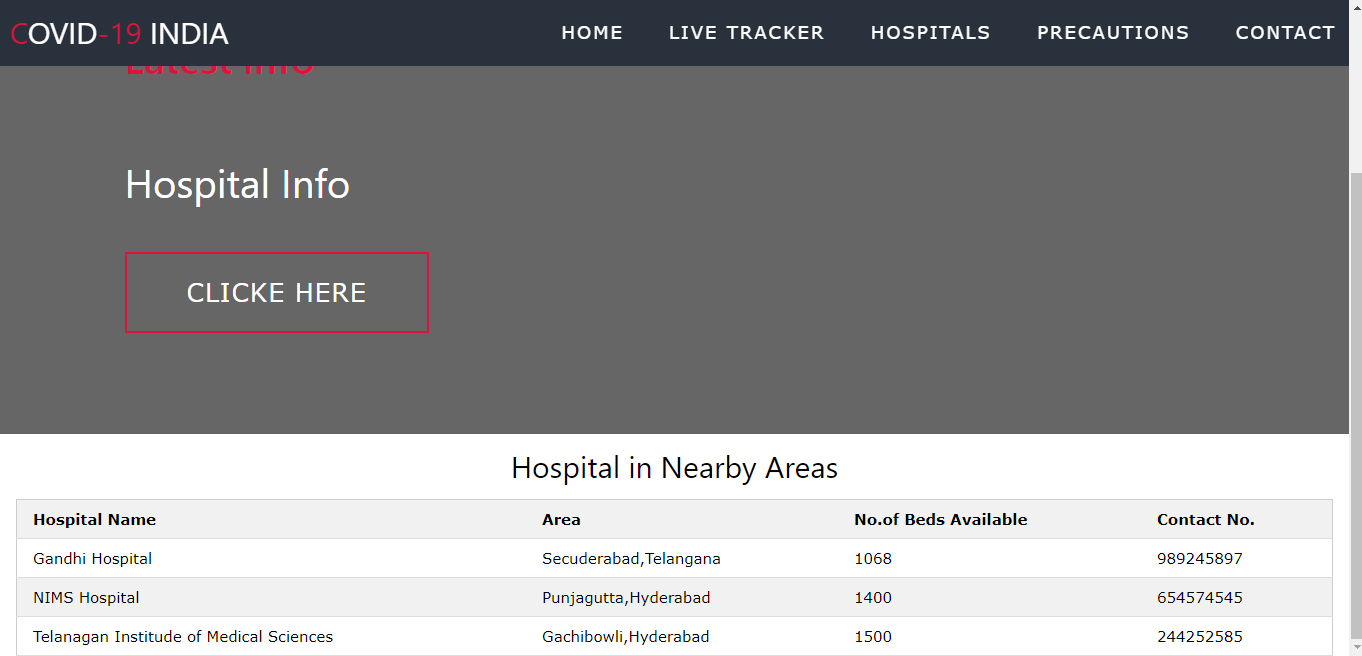 COVID-19 INDIA HOME LIVE TRACKER HOSPITALS PRECAUTIONS CONTACT
Latest Info
Hospital Info
CLICKE HERE
Hospital in Nearby Areas
Hospital Name Area No.of Beds Available Contact No.
Gandhi Hospital Secuderabad,Telangana 1068 989245897
NIMS Hospital Punjagutta,Hyderabad 1400 654574545
Telanagan Institude of Medical Sciences Gachibowli,Hyderabad 1500 244252585